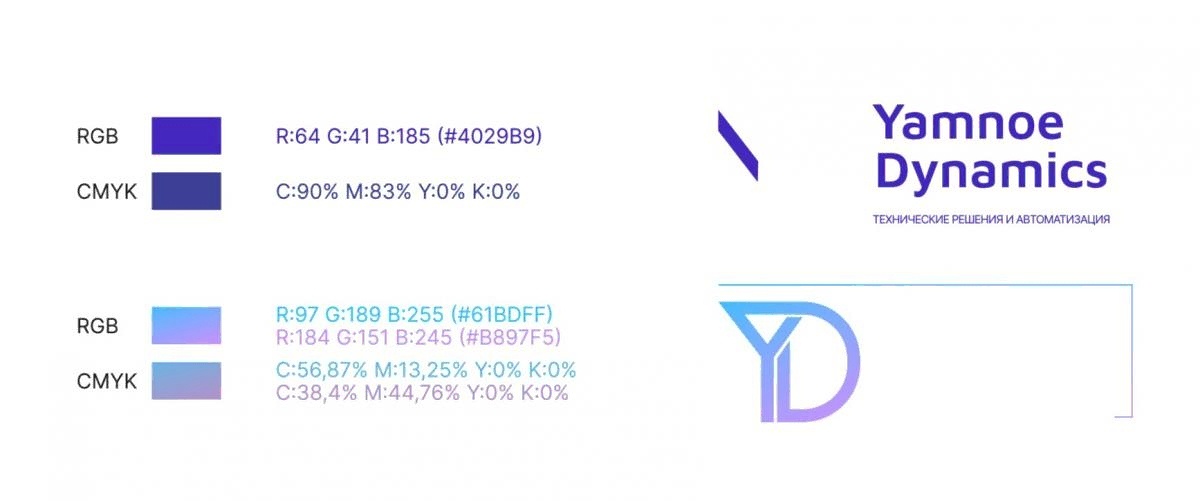 RGB
R:64 G:41 B:185 (#4029B9)
CMYK
C:90% M:83% Y:0% K:0%
RGB
R:97 G:189 B:255 (#61BDFF)
R:184 G:151 B:245 (#B897F5)
CMYK
C:56,87% M:13,25% Y:0% K:0%
C:38,4% M:44,76% Y:0% K:0%
Yamnoe
Dynamics
ТЕХНИЧЕСКИЕ РЕШЕНИЯ И АВТОМАТИЗАЦИЯ
YD